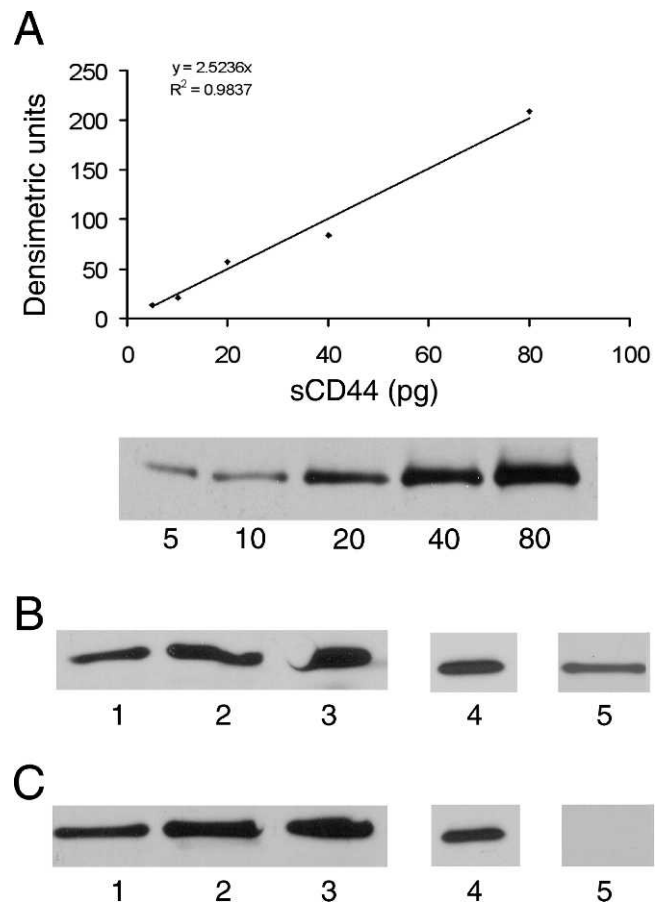 A
y = 2.5236x
R² = 0.9837
250
200
150
100
50
0
Densimetric units
0 20 40 60 80 100
sCD44 (pg)
5 10 20 40 80
B
1 2 3 4 5
C
1 2 3 4 5